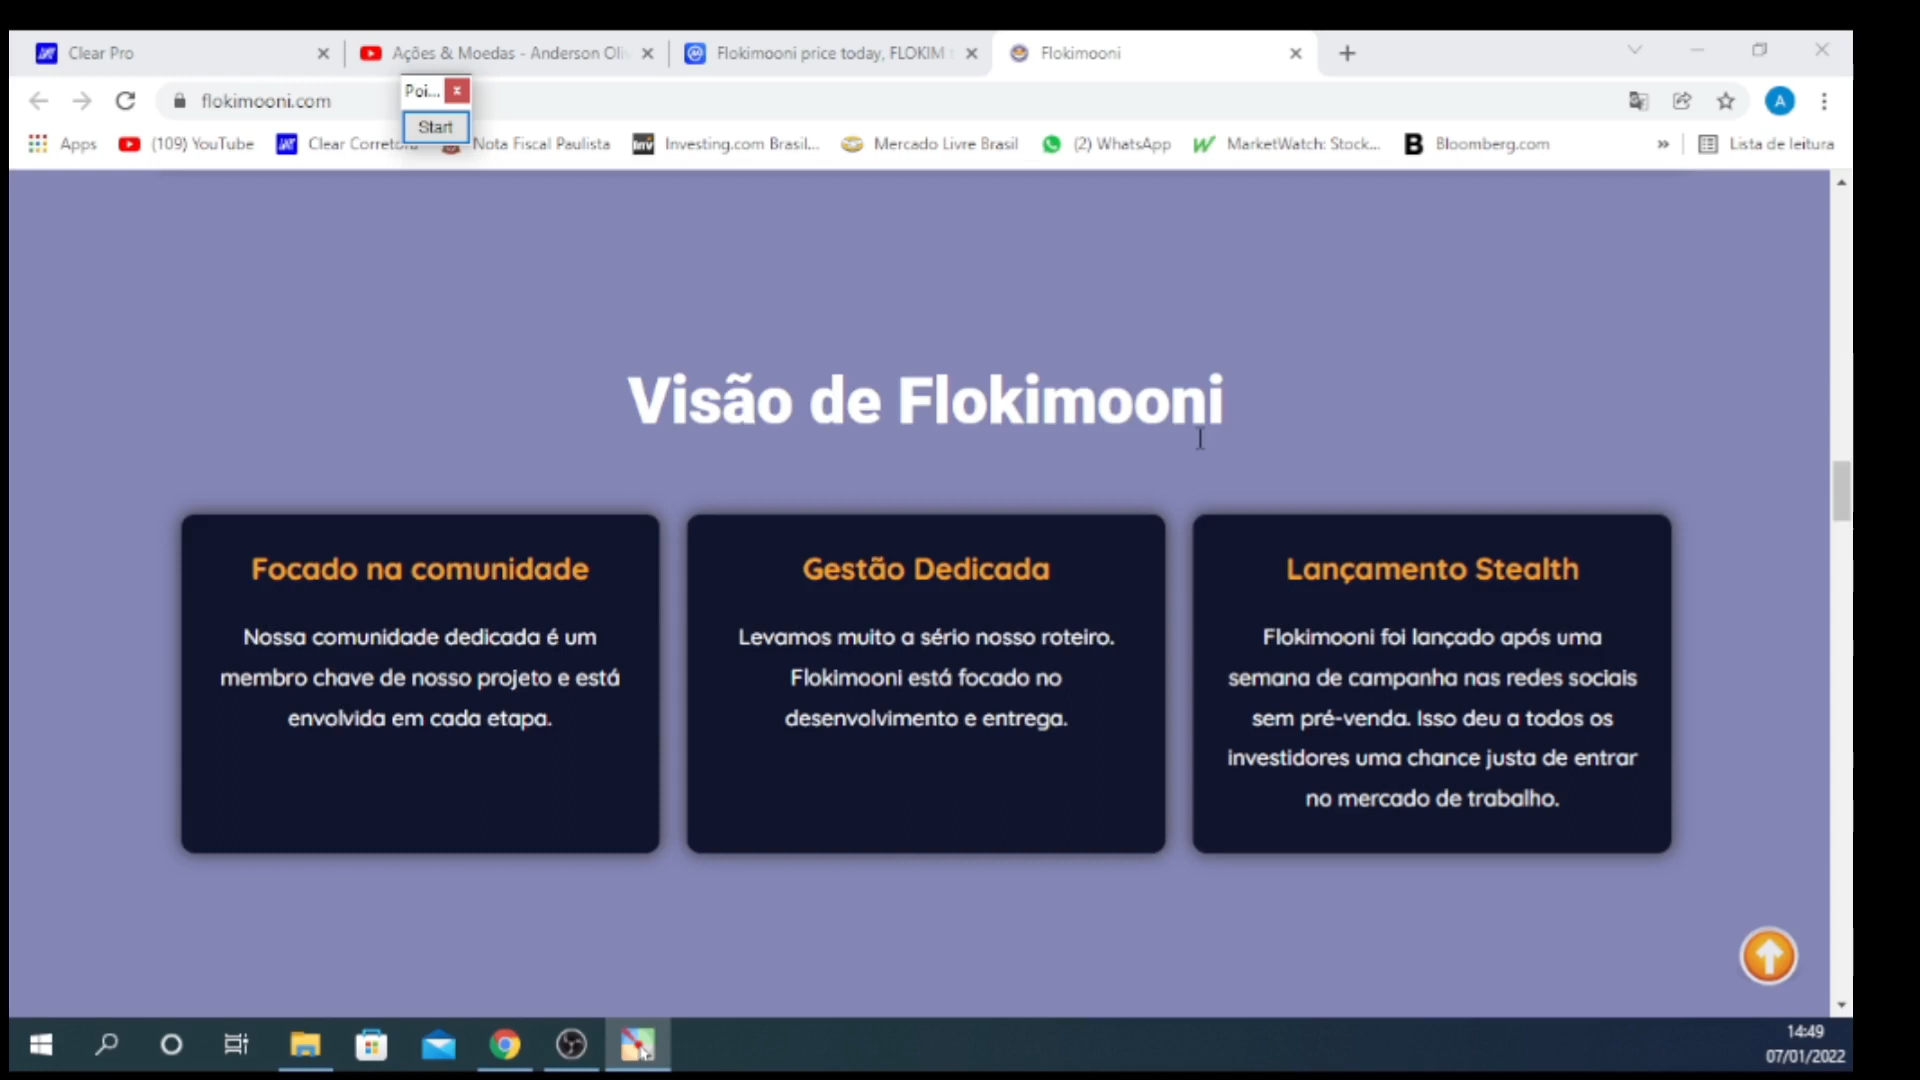 Clear Pro
Ações & Moedas - Anderson Oli
Flokimooni price today, FLOKIM
Flokimooni
Poi...
flokimooni.com
A
Start
Apps
(109) YouTube
Clear Corretora
Nota Fiscal Paulista
Investing.com Brasil...
Mercado Livre Brasil
(2) WhatsApp
MarketWatch: Stock...
Bloomberg.com
»
Lista de leitura
Visão de Flokimooni
Focado na comunidade
Nossa comunidade dedicada é um
membro chave de nosso projeto e está
envolvida em cada etapa.
Gestão Dedicada
Levamos muito a sério nosso roteiro.
Flokimooni está focado no
desenvolvimento e entrega.
Lançamento Stealth
Flokimooni foi lançado após uma
semana de campanha nas redes sociais
sem pré-venda. Isso deu a todos os
investidores uma chance justa de entrar
no mercado de trabalho.
14:49
07/01/2022